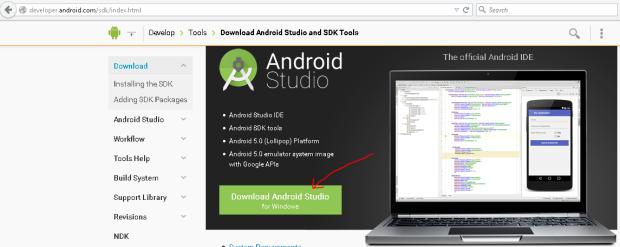 developer.android.com/sdk/index.html
Search
Develop > Tools > Download Android Studio and SDK Tools
Download
Installing the SDK
Adding SDK Packages
Android Studio
Workflow
Tools Help
Build System
Support Library
Revisions
NDK
Android
Studio
The official Android IDE
• Android Studio IDE
• Android SDK tools
• Android 5.0 (Lollipop) Platform
• Android 5.0 emulator system image
with Google APIs
Download Android Studio
for Windows
System Requirements